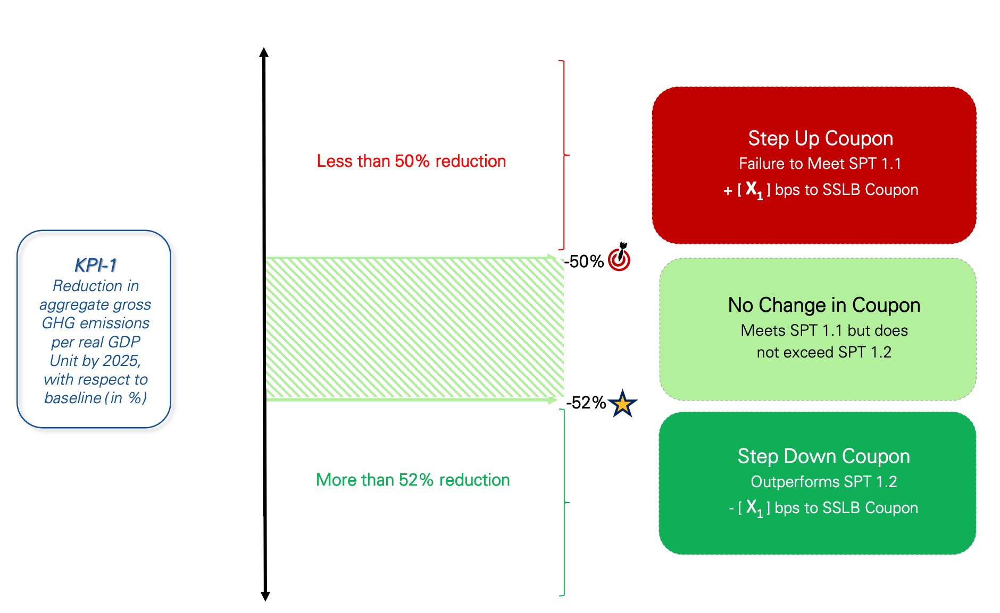 KPI-1
Reduction in
aggregate gross
GHG emissions
per real GDP
Unit by 2025,
with respect to
baseline (in %)
Less than 50% reduction
-50%
-52%
More than 52% reduction
Step Up Coupon
Failure to Meet SPT 1.1
+ [ X₁ ] bps to SSLB Coupon
No Change in Coupon
Meets SPT 1.1 but does
not exceed SPT 1.2
Step Down Coupon
Outperforms SPT 1.2
- [ X₁ ] bps to SSLB Coupon